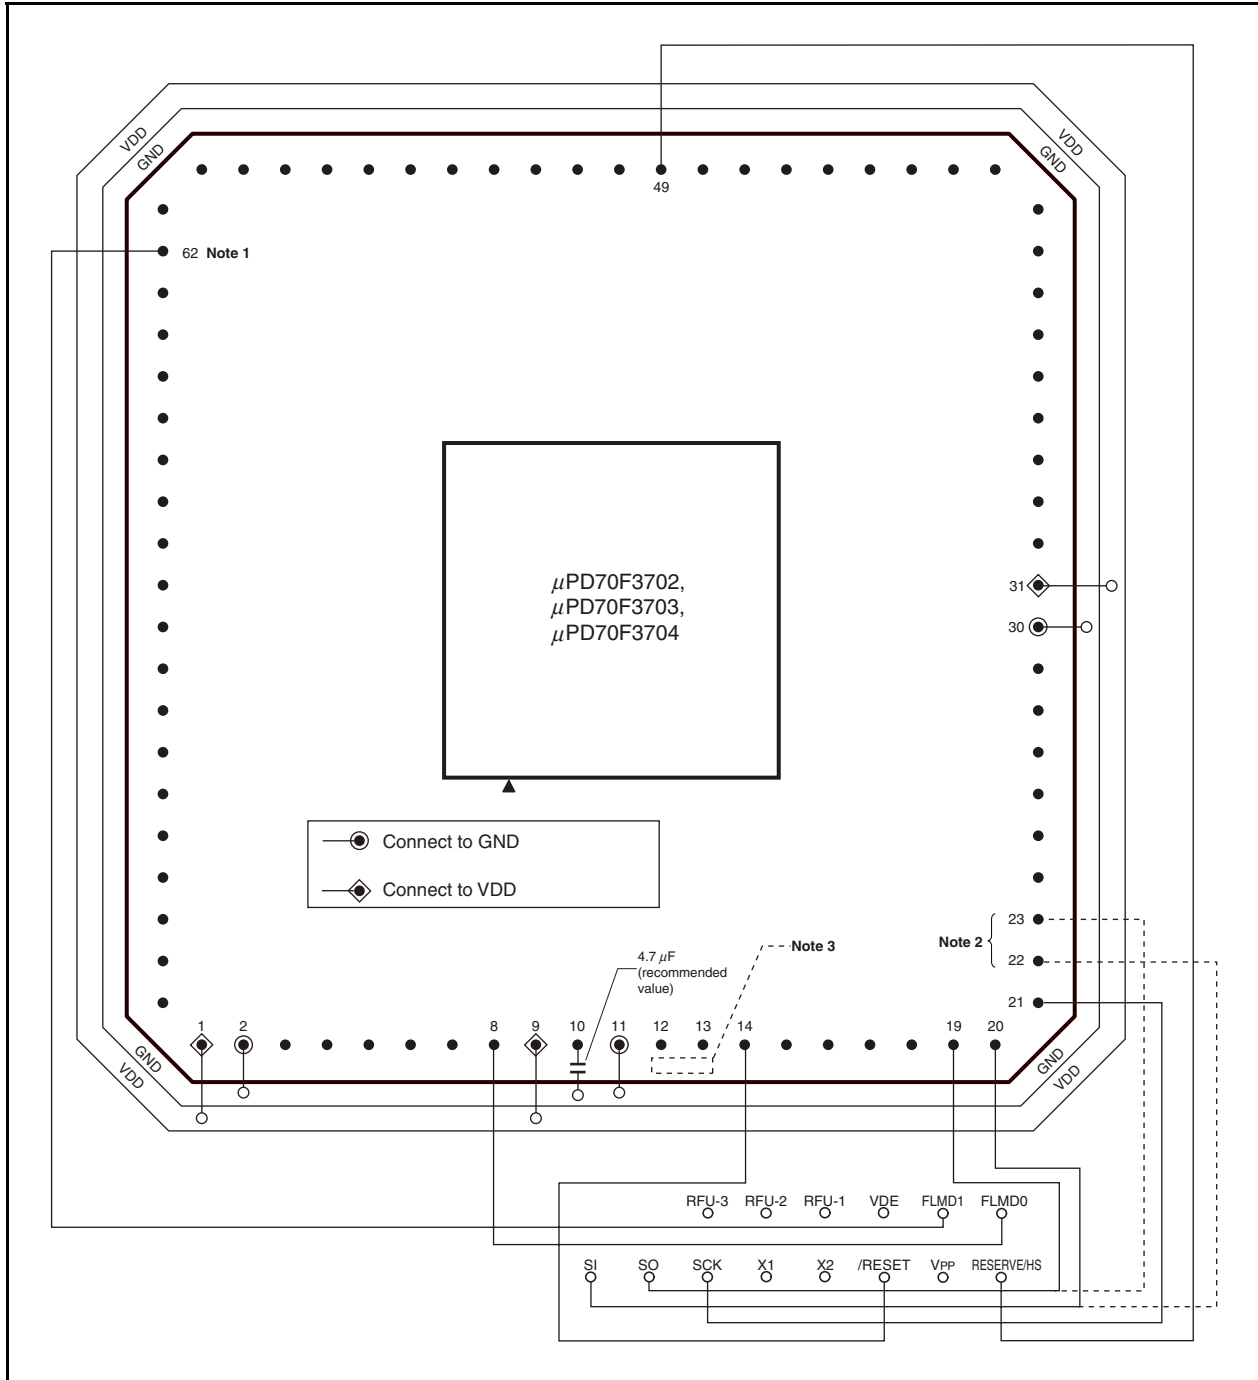 VDD
GND
VDD
GND
49
62 Note 1
μPD70F3702,
μPD70F3703,
μPD70F3704
31
30
Connect to GND
Connect to VDD
Note 2
23
22
21
Note 3
4.7 μF
(recommended
value)
1
2
8
9
10
11
12
13
14
19
20
GND
VDD
GND
VDD
RFU-3
RFU-2
RFU-1
VDE
FLMD1
FLMD0
SI
SO
SCK
X1
X2
/RESET
VPP
RESERVE/HS